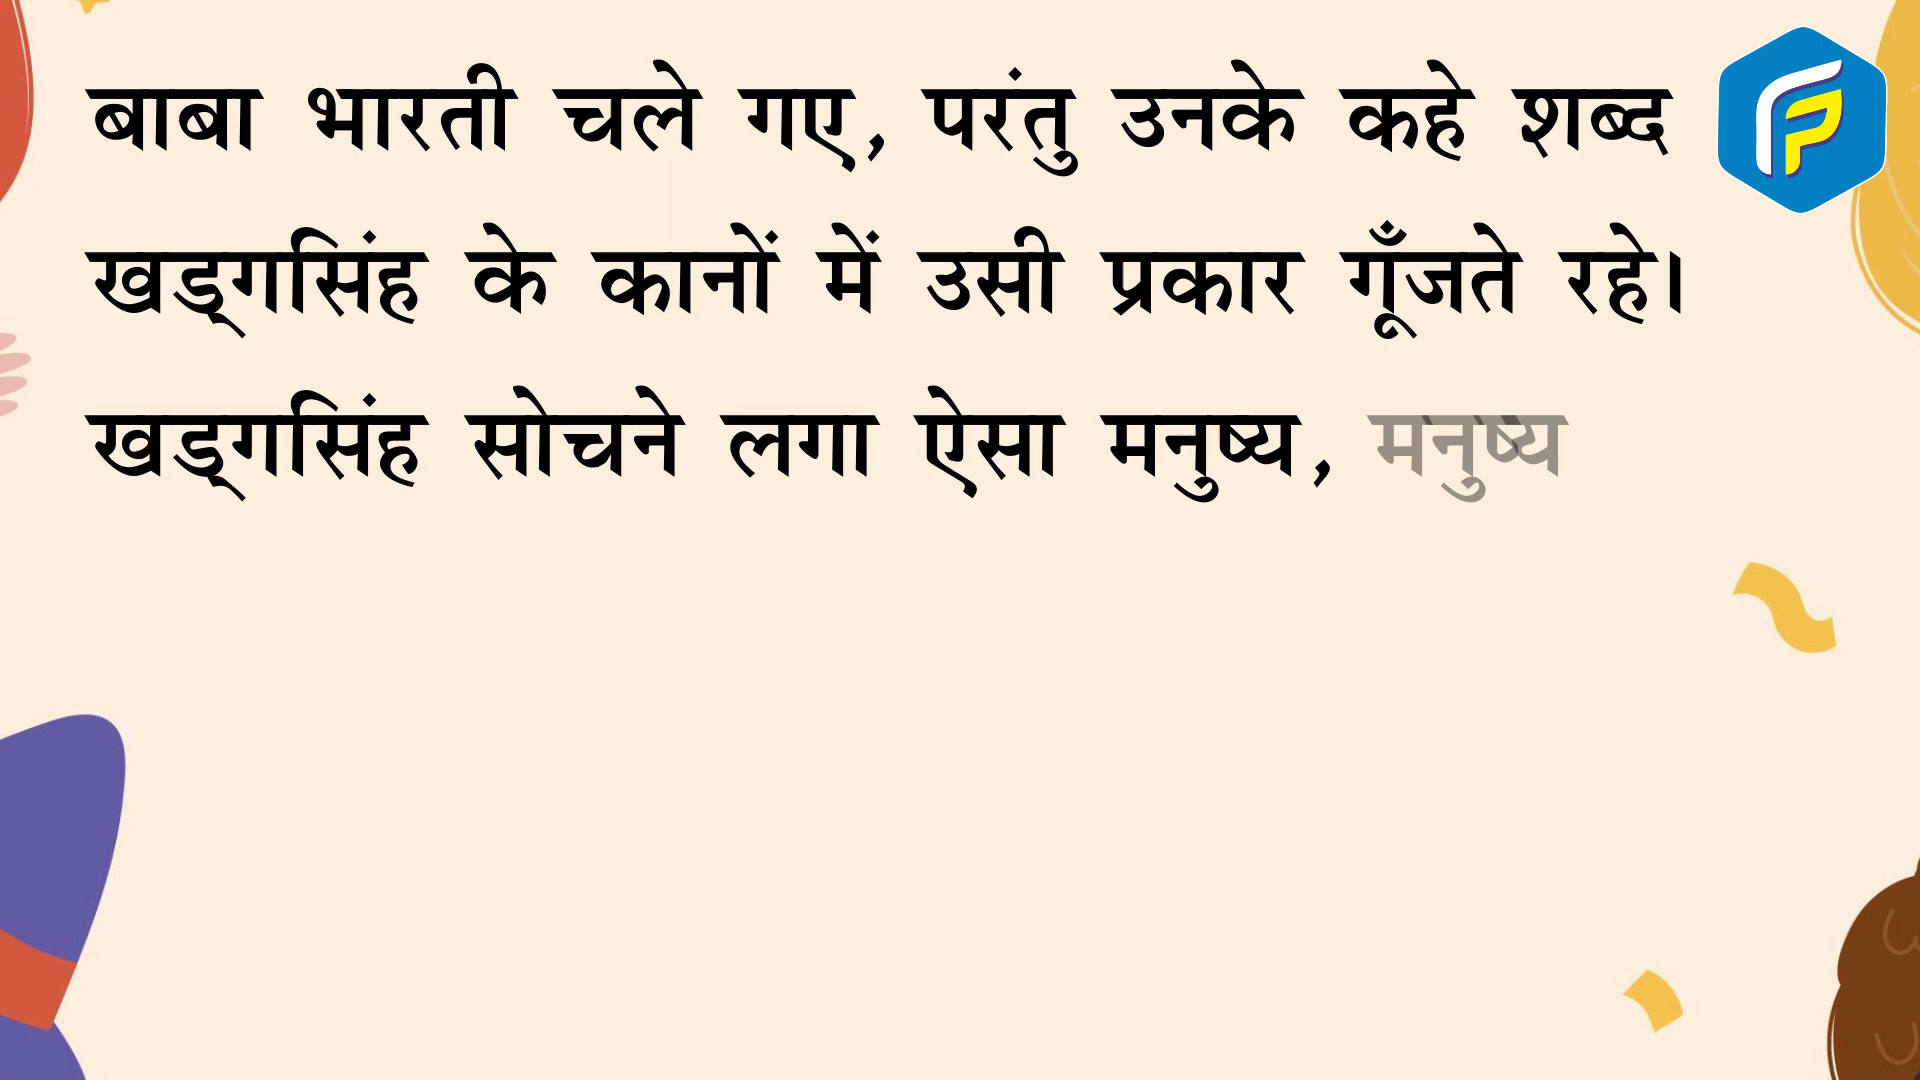 बाबा भारती चले गए, परंतु उनके कहे शब्द
खड्गसिंह के कानों में उसी प्रकार गूँजते रहे।
खड्गसिंह सोचने लगा ऐसा मनुष्य, मनुष्य